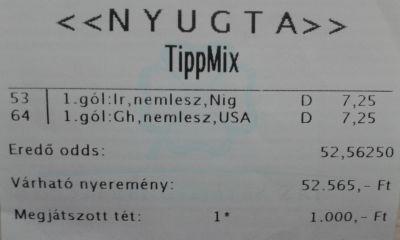 <<NYUGTA>>
TippMix
53 1.gól:Ir,nemlesz,Nig D 7,25
64 1.gól:Gh,nemlesz,USA D 7,25
Eredő odds: 52,56250
Várható nyeremény: 52.565,- Ft
Megjátszott tét: 1* 1.000,- Ft